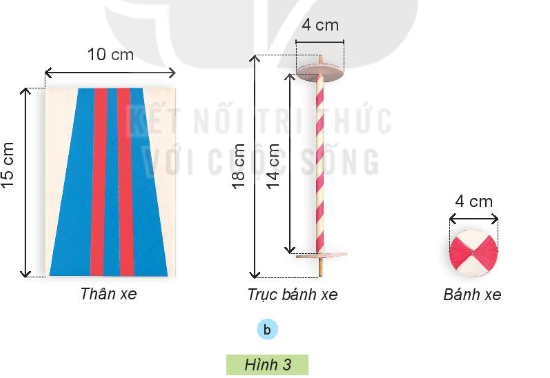 4 cm
10 cm
KẾT NỐI TRI THỨC
VỚI CUỘC SỐNG
15 cm
18 cm
14 cm
4 cm
Thân xe
Trục bánh xe
Bánh xe
b
Hình 3